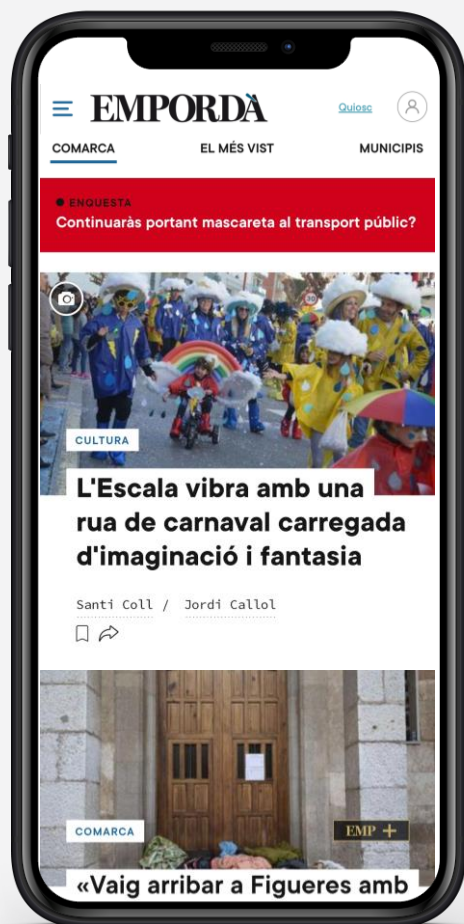 EMPORDÀ
Quiosc
COMARCA EL MÉS VIST MUNICIPIS
ENQUESTA
Continuaràs portant mascareta al transport públic?
30
CULTURA
L'Escala vibra amb una
rua de carnaval carregada
d'imaginació i fantasia
Santi Coll / Jordi Callol
COMARCA
EMP +
«Vaig arribar a Figueres amb